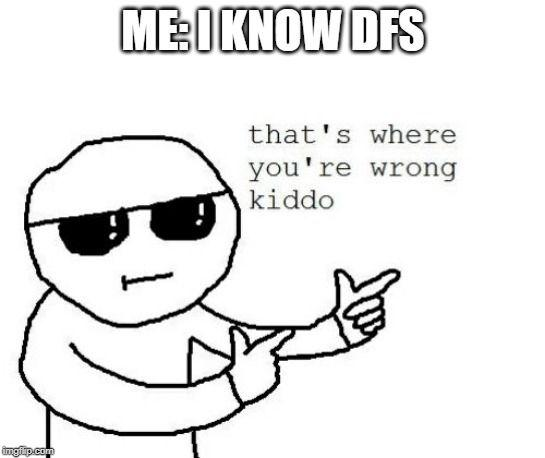 ME: I KNOW DFS
that's where
you're wrong
kiddo
imgflip.com